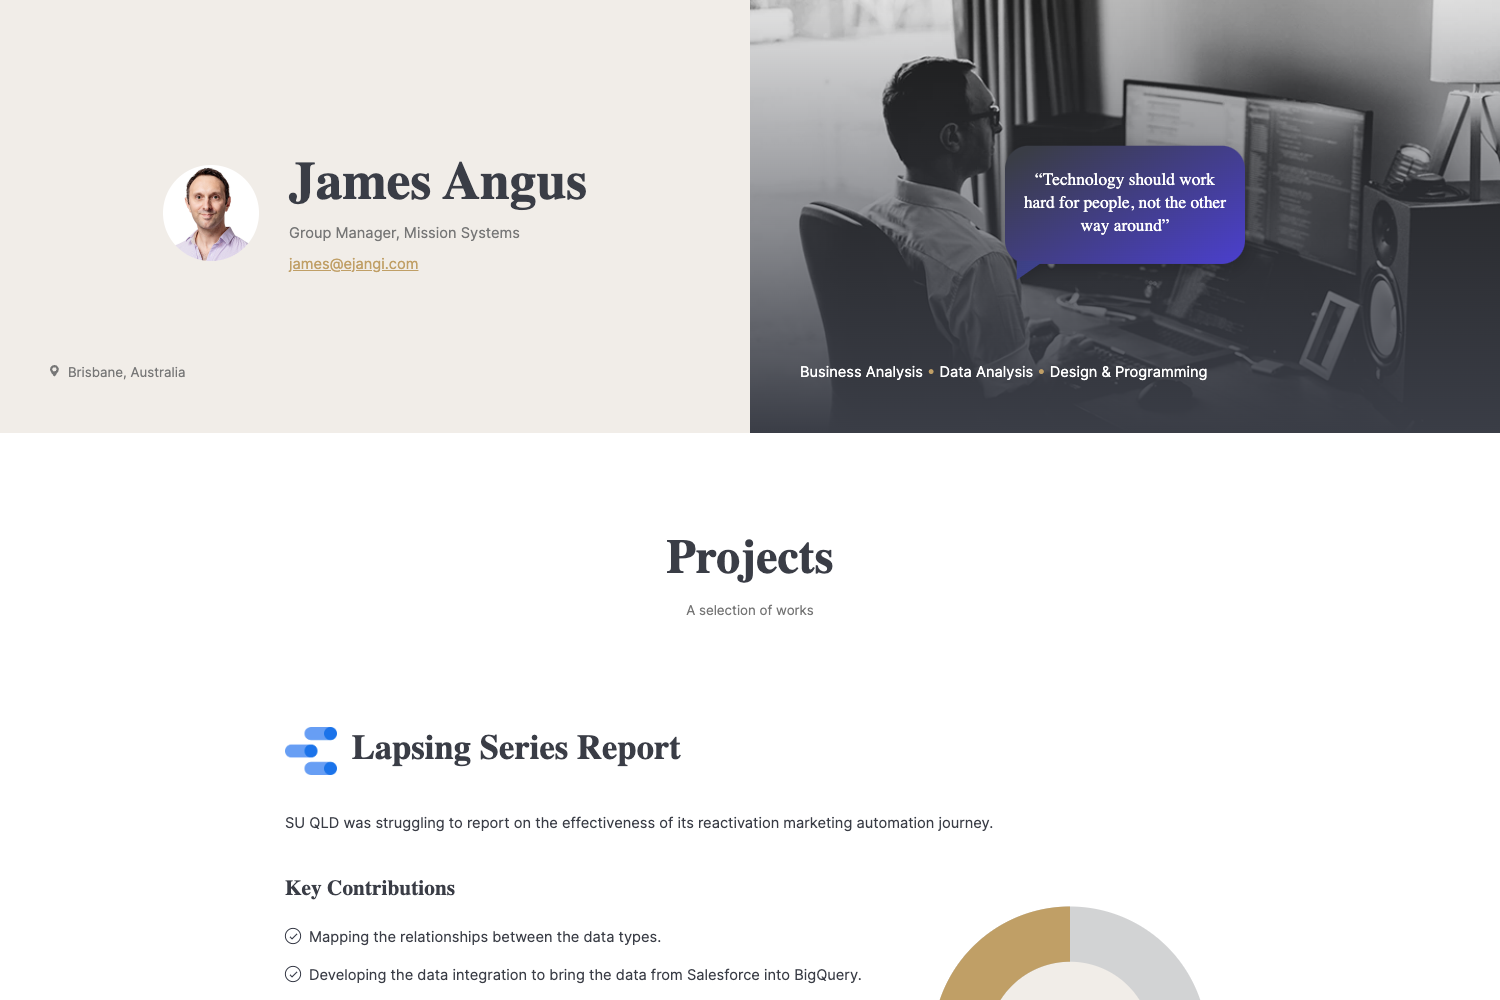 James Angus
Group Manager, Mission Systems
james@ejangi.com
Brisbane, Australia
“Technology should work
hard for people, not the other
way around”
Business Analysis • Data Analysis • Design & Programming
Projects
A selection of works
Lapsing Series Report
SU QLD was struggling to report on the effectiveness of its reactivation marketing automation journey.
Key Contributions
Mapping the relationships between the data types.
Developing the data integration to bring the data from Salesforce into BigQuery.